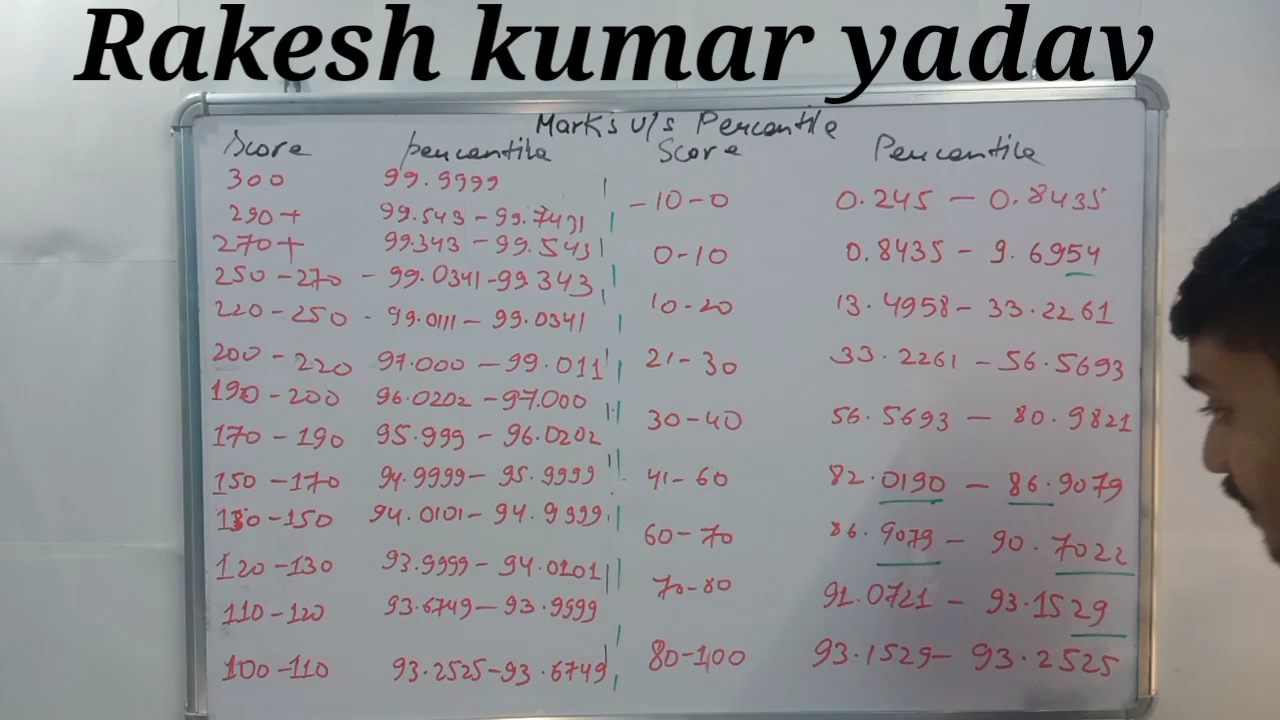 Rakesh kumar yadav
Marks v/s Percantile
Score percantila Score Percantile
300 99.9999
-10-0 0.245 - 0.8435
290+ 99.543 - 99.7431
270+ 99.343 - 99.543
0-10 0.8435 - 9.6954
250-270 - 99.0341-99.343
10-20 13.4958 - 33.2261
220-250 - 99.0111 - 99.0341
200-220 97.000 - 99.011
21-30 33.2261 - 56.5693
190-200 96.0202 - 97.000
30-40 56.5693 - 80.9821
170-190 95.999 - 96.0202
150-170 94.9999 - 95.9999
41-60 82.0190 - 86.9079
130-150 94.0101 - 94.9999
60-70 86.9079 - 90.7022
120-130 93.9999 - 94.0101
70-80 91.0721 - 93.1529
110-120 93.6749 - 93.9999
80-100 93.1529 - 93.2525
100-110 93.2525-93.6749